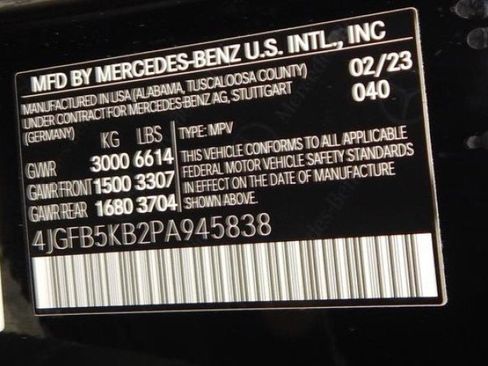 MFD BY MERCEDES-BENZ U.S. INTL., INC
MANUFACTURED IN USA (ALABAMA, TUSCALOOSA COUNTY) 02/23
UNDER CONTRACT FOR MERCEDES-BENZ AG, STUTTGART 040
(GERMANY) KG LBS TYPE: MPV
GVWR 3000 6614 THIS VEHICLE CONFORMS TO ALL APPLICABLE
GAWR FRONT 1500 3307 FEDERAL MOTOR VEHICLE SAFETY STANDARDS
IN EFFECT ON THE DATE OF MANUFACTURE
GAWR REAR 1680 3704 SHOWN ABOVE.
4JGFB5KB2PA945838